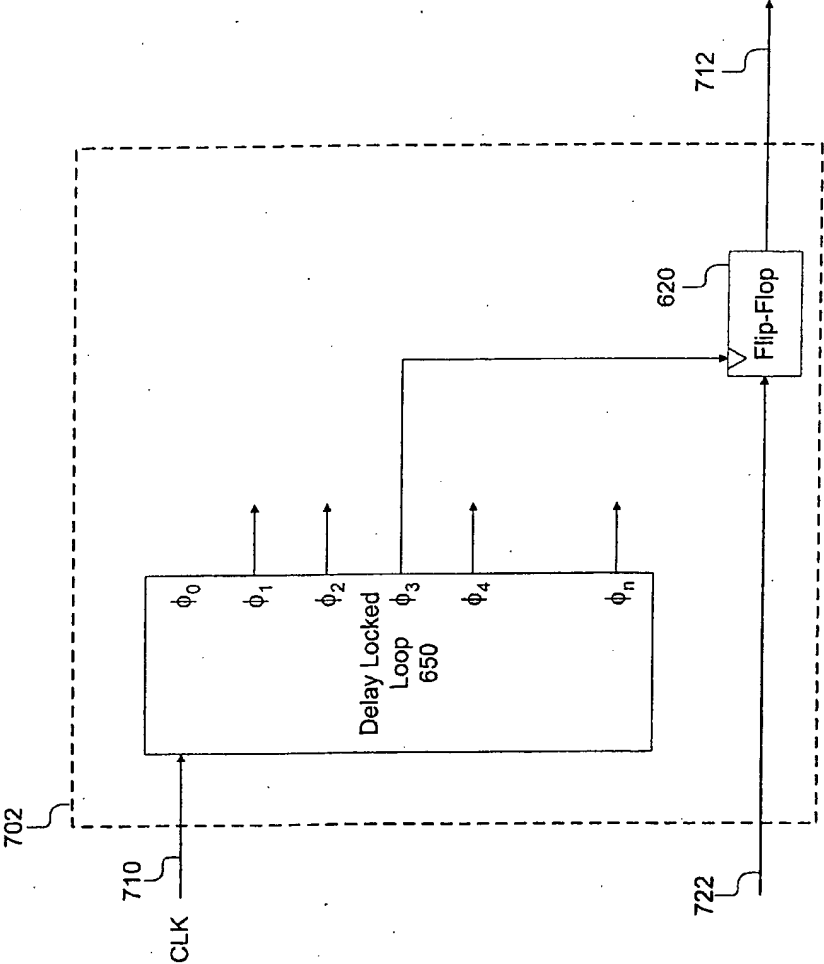 702
CLK
710
Delay Locked
Loop
650
ϕ0
ϕ1
ϕ2
ϕ3
ϕ4
ϕn
620
Flip-Flop
712
722